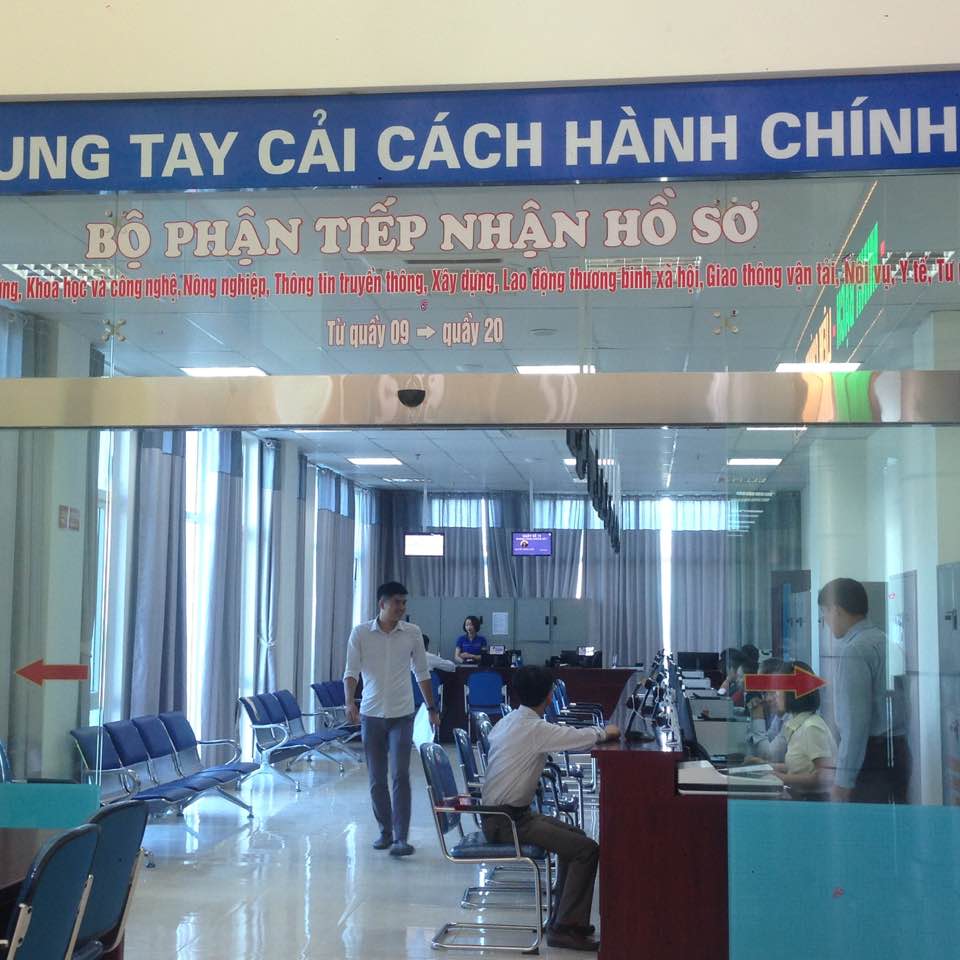 UNG TAY CẢI CÁCH HÀNH CHÍNH
BỘ PHẬN TIẾP NHẬN HỒ SƠ
Khoa học và công nghệ, Nông nghiệp, Thông tin truyền thông, Xây dựng, Lao động thương binh xã hội, Giao thông vận tải, Nội vụ, Y tế, Tư
Từ quầy 09 → quầy 20